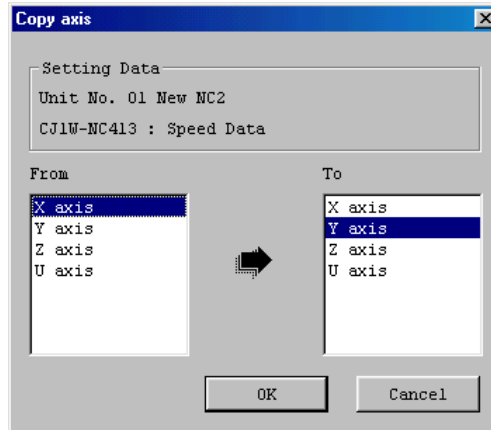 Copy axis
Setting Data
Unit No. 01 New NC2
CJ1W-NC413 : Speed Data
From
To
X axis
Y axis
Z axis
U axis
X axis
Y axis
Z axis
U axis
OK
Cancel